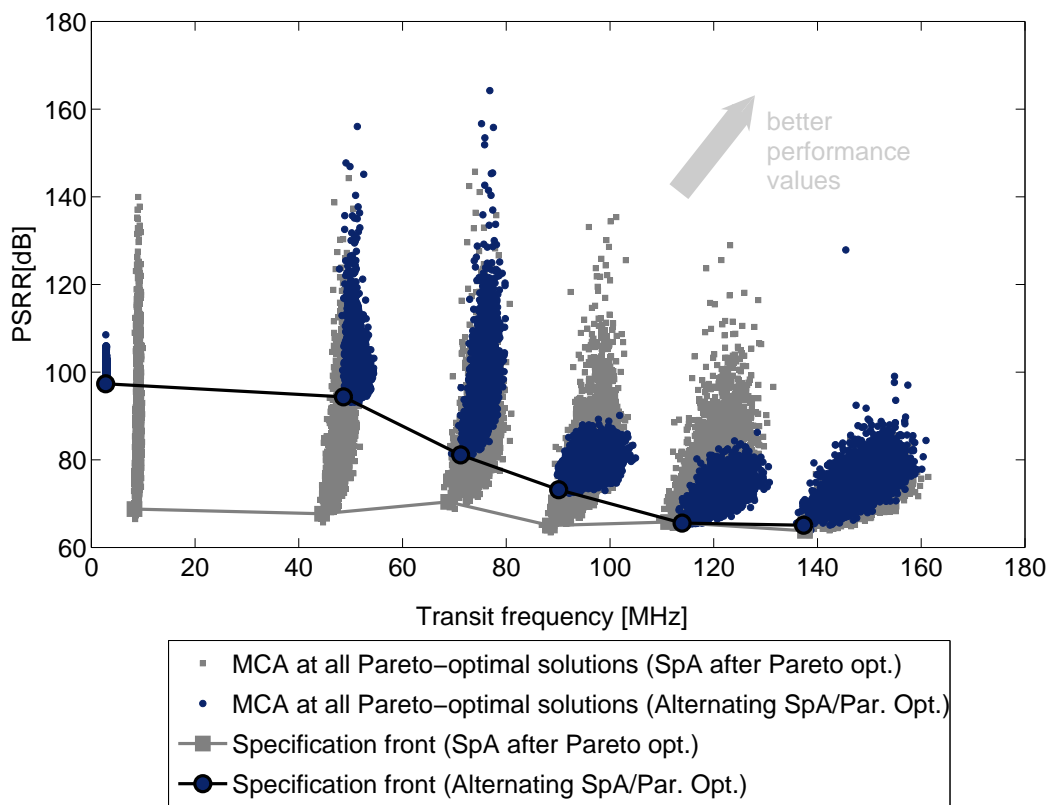 180
160
140
120
100
80
60
PSRR[dB]
better
performance
values
0
20
40
60
80
100
120
140
160
180
Transit frequency [MHz]
MCA at all Pareto−optimal solutions (SpA after Pareto opt.)
MCA at all Pareto−optimal solutions (Alternating SpA/Par. Opt.)
Specification front (SpA after Pareto opt.)
Specification front (Alternating SpA/Par. Opt.)